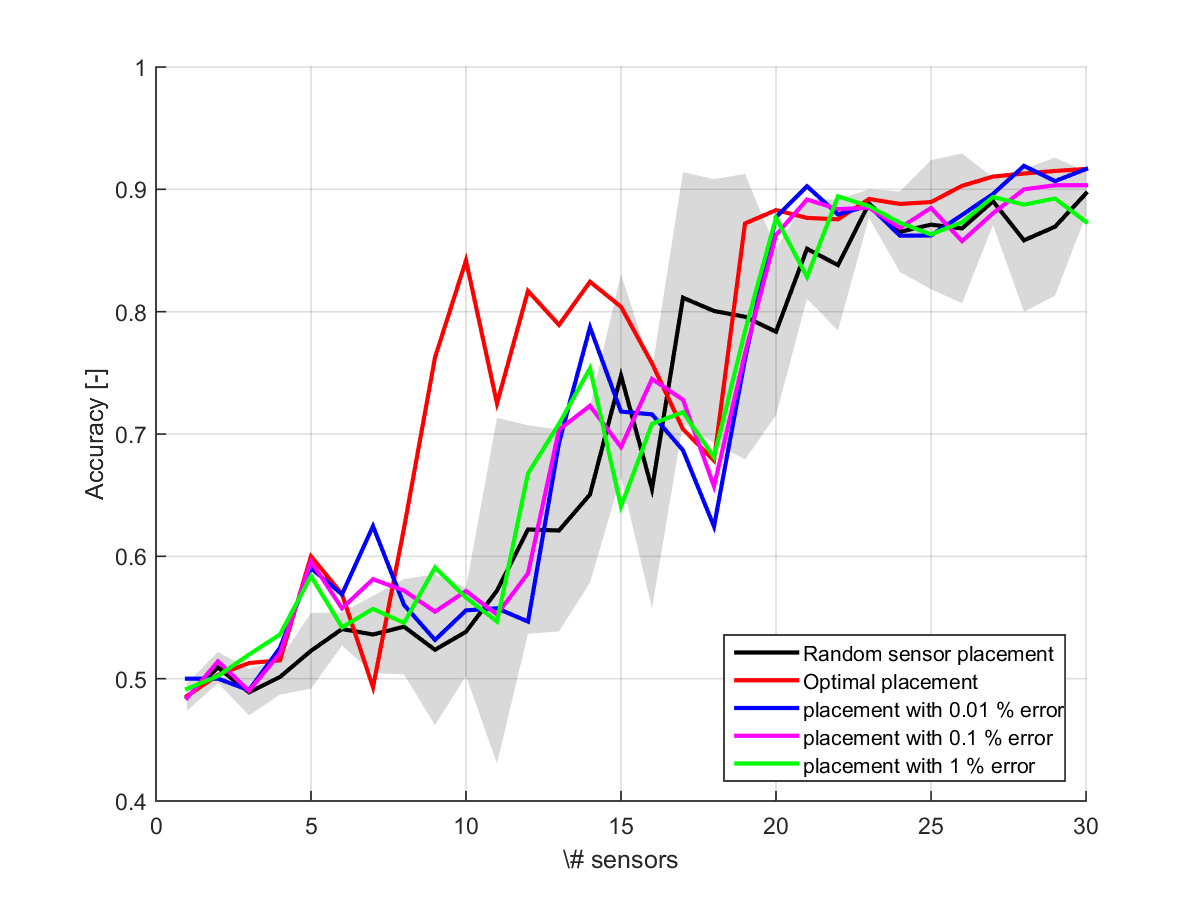 1
0.9
0.8
0.7
0.6
0.5
0.4
Accuracy [-]
0 5 10 15 20 25 30
\# sensors
Random sensor placement
Optimal placement
placement with 0.01 % error
placement with 0.1 % error
placement with 1 % error